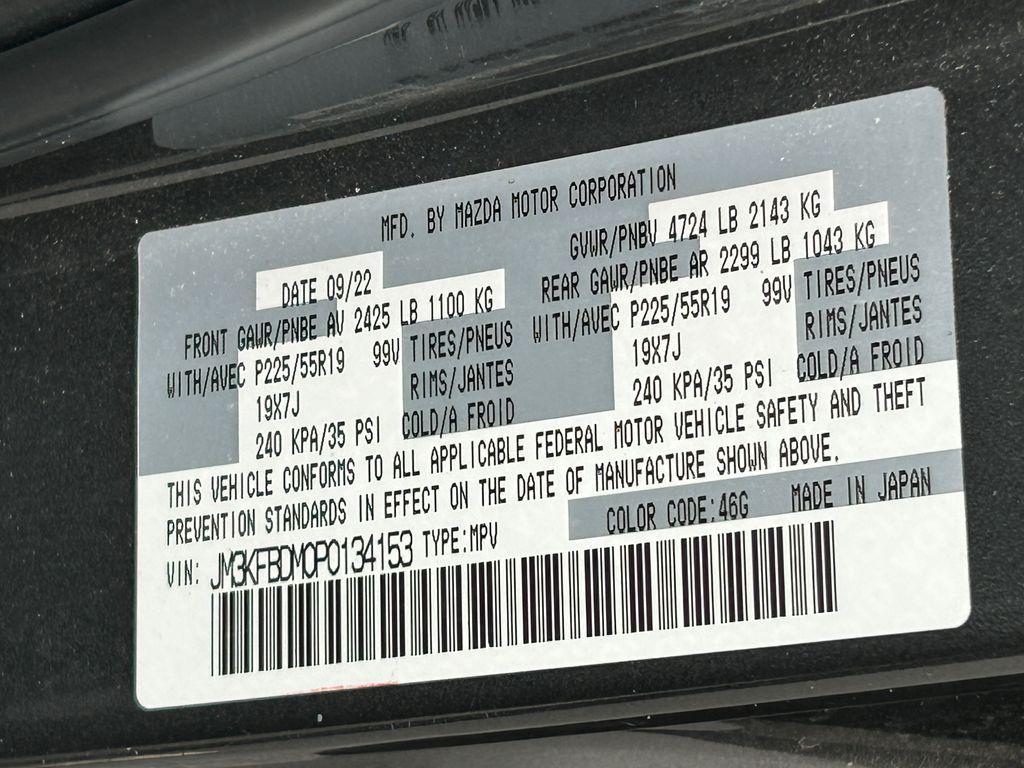 MFD. BY MAZDA MOTOR CORPORATION
DATE 09/22
GVWR/PNBV 4724 LB 2143 KG
FRONT GAWR/PNBE AV 2425 LB 1100 KG
REAR GAWR/PNBE AR 2299 LB 1043 KG
WITH/AVEC P225/55R19 99V TIRES/PNEUS
WITH/AVEC P225/55R19 99V TIRES/PNEUS
19X7J RIMS/JANTES
19X7J RIMS/JANTES
240 KPA/35 PSI COLD/A FROID
240 KPA/35 PSI COLD/A FROID
THIS VEHICLE CONFORMS TO ALL APPLICABLE FEDERAL MOTOR VEHICLE SAFETY AND THEFT
PREVENTION STANDARDS IN EFFECT ON THE DATE OF MANUFACTURE SHOWN ABOVE.
COLOR CODE:46G MADE IN JAPAN
VIN: JM3KFBDM0P0134153 TYPE:MPV